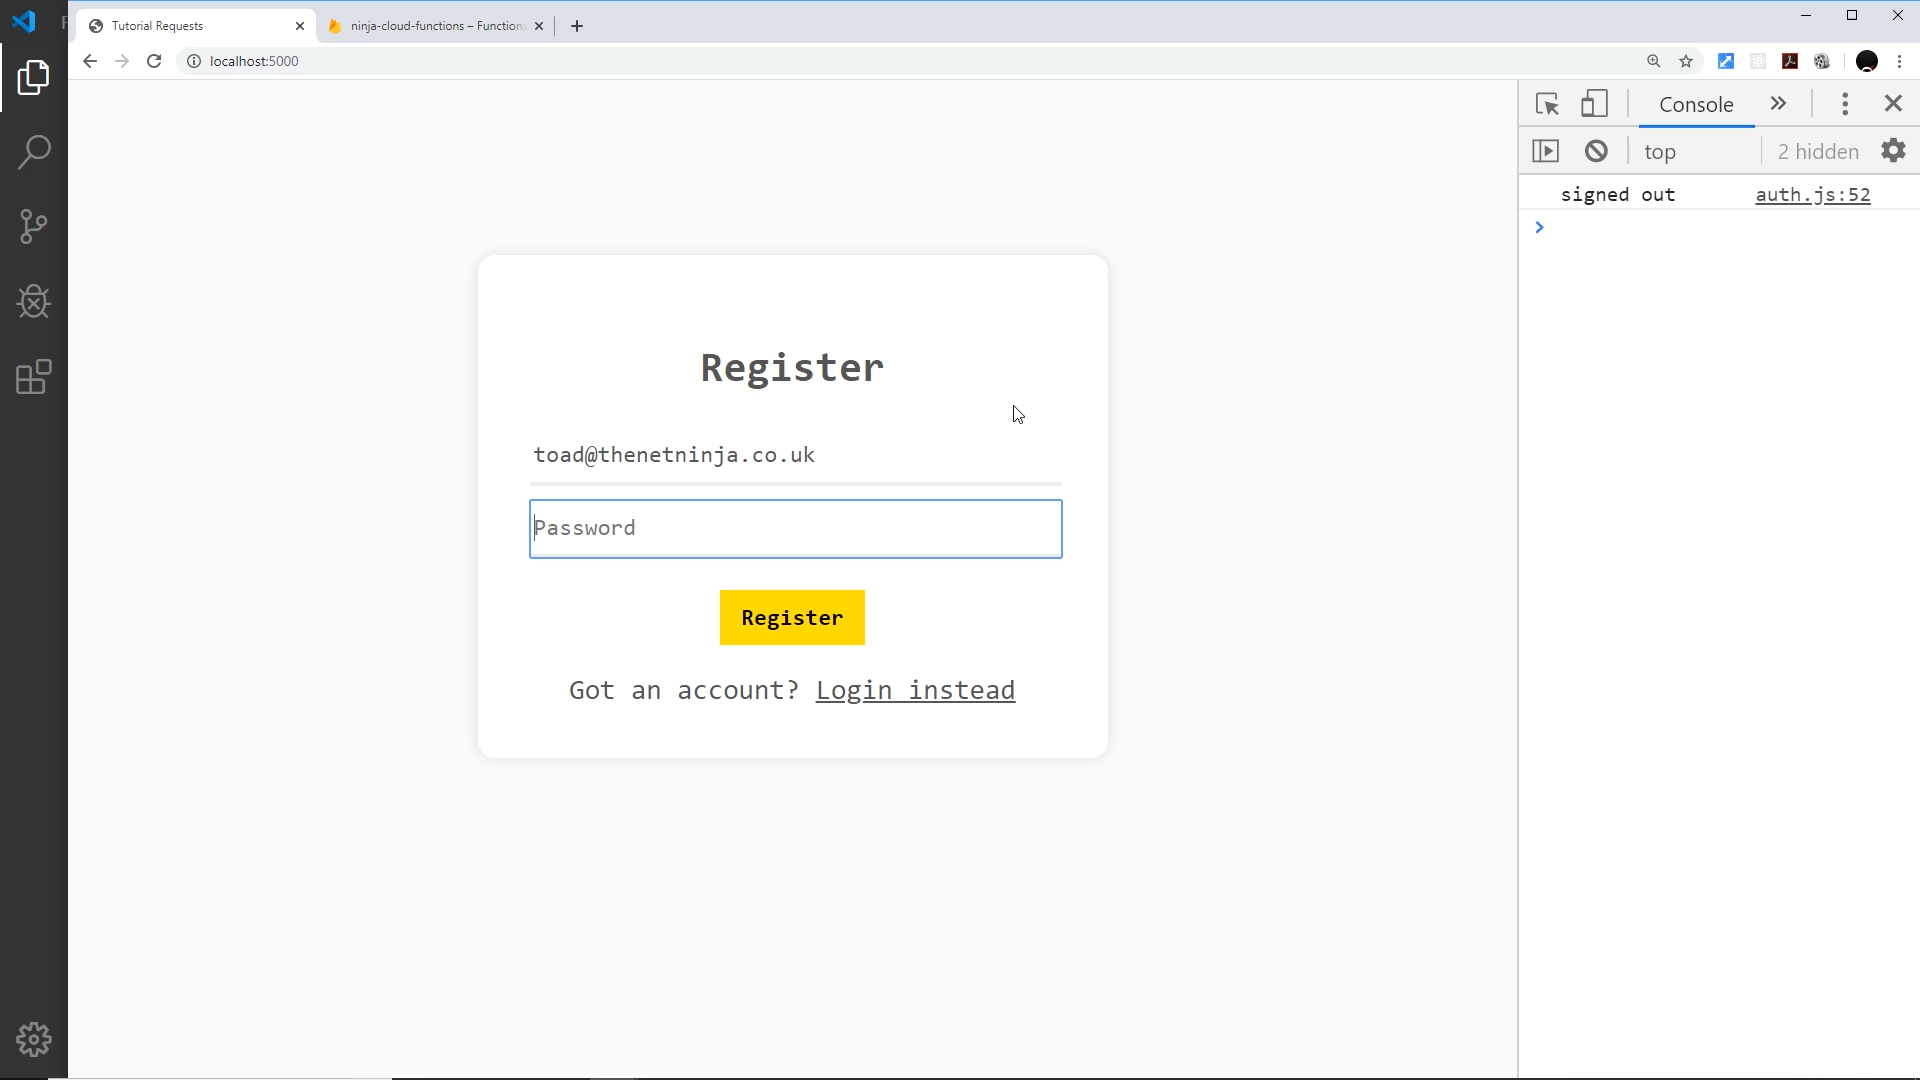 Tutorial Requests
ninja-cloud-functions – Function
localhost:5000
Console
top
2 hidden
signed out auth.js:52
Register
toad@thenetninja.co.uk
Password
Register
Got an account? Login instead